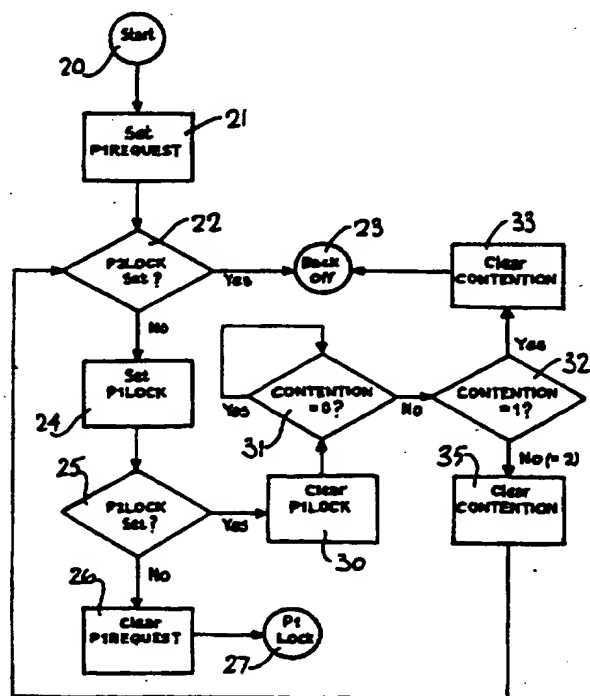 Start
20
Set
P1REQUEST
21
22
P2LOCK
Set?
Yes
No
23
Back
Off
33
Clear
CONTENTION
Yes
Set
P1LOCK
24
CONTENTION
=0?
Yes
No
31
CONTENTION
=1?
32
No (=2)
25
P2LOCK
Set?
Yes
No
Clear
P1LOCK
30
35
Clear
CONTENTION
26
Clear
P1REQUEST
P1
Lock
27